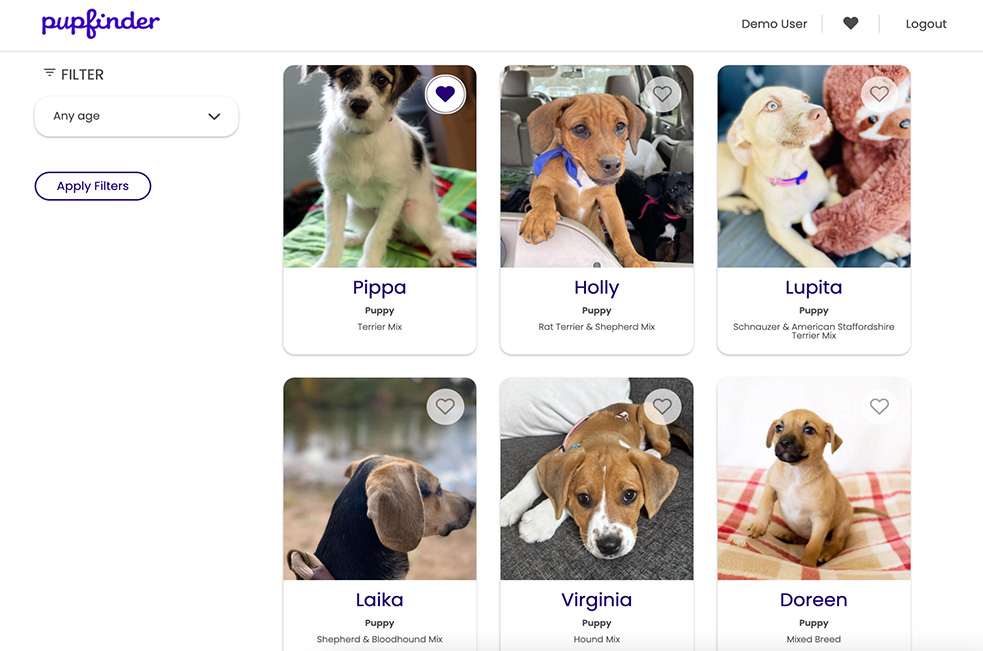 pupfinder
Demo User
Logout
FILTER
Any age
Apply Filters
Pippa
Puppy
Terrier Mix
Holly
Puppy
Rat Terrier & Shepherd Mix
Lupita
Puppy
Schnauzer & American Staffordshire
Terrier Mix
Laika
Puppy
Shepherd & Bloodhound Mix
Virginia
Puppy
Hound Mix
Doreen
Puppy
Mixed Breed